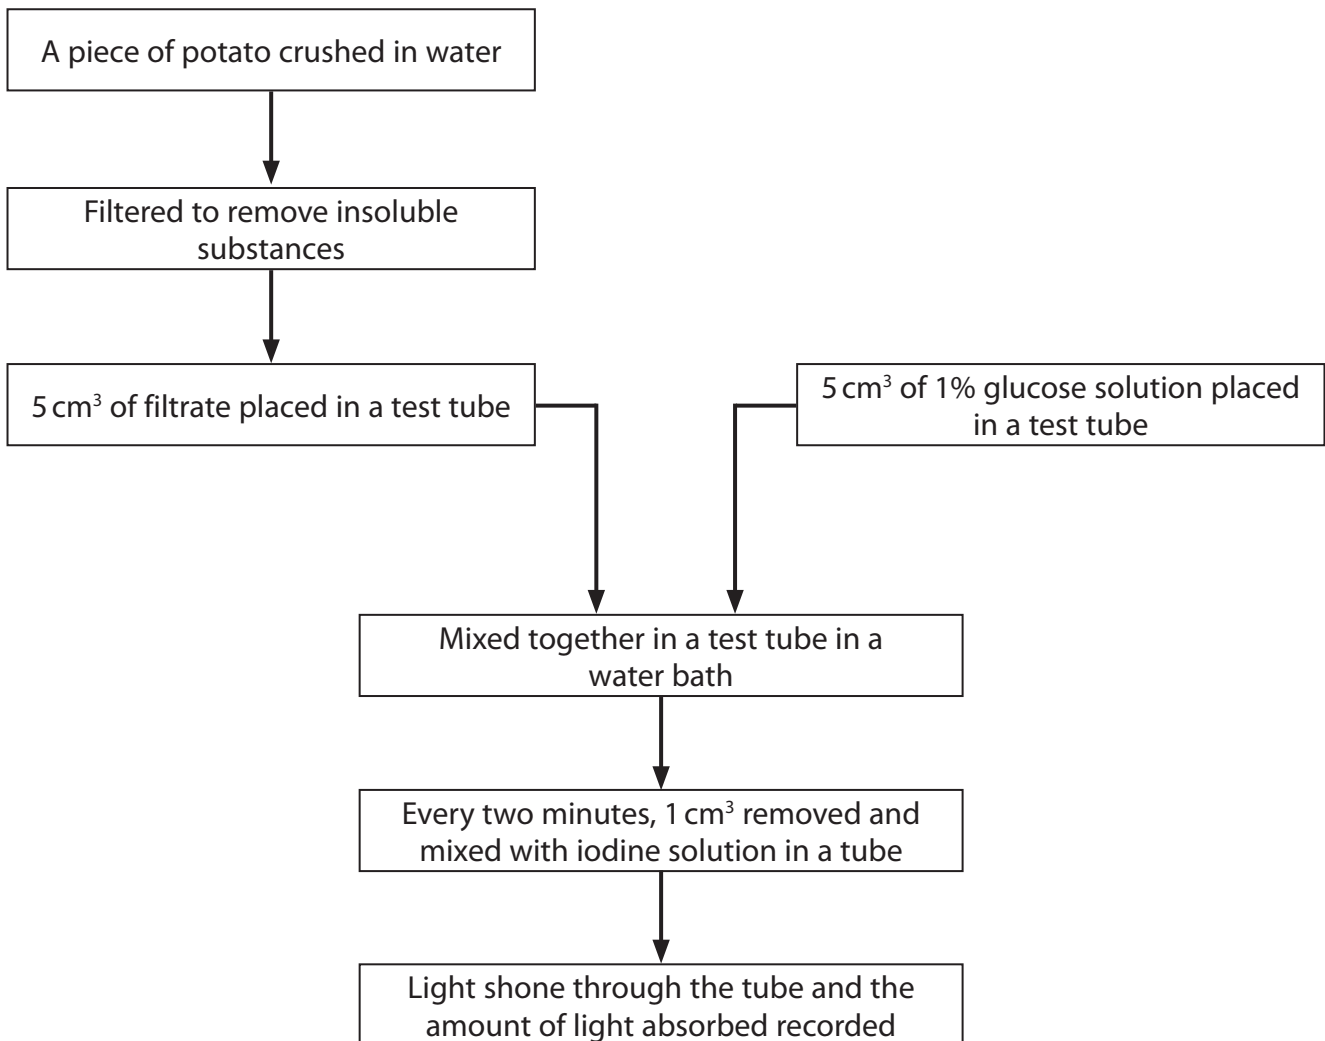 A piece of potato crushed in water
Filtered to remove insoluble
substances
5 cm³ of filtrate placed in a test tube
5 cm³ of 1% glucose solution placed
in a test tube
Mixed together in a test tube in a
water bath
Every two minutes, 1 cm³ removed and
mixed with iodine solution in a tube
Light shone through the tube and the
amount of light absorbed recorded